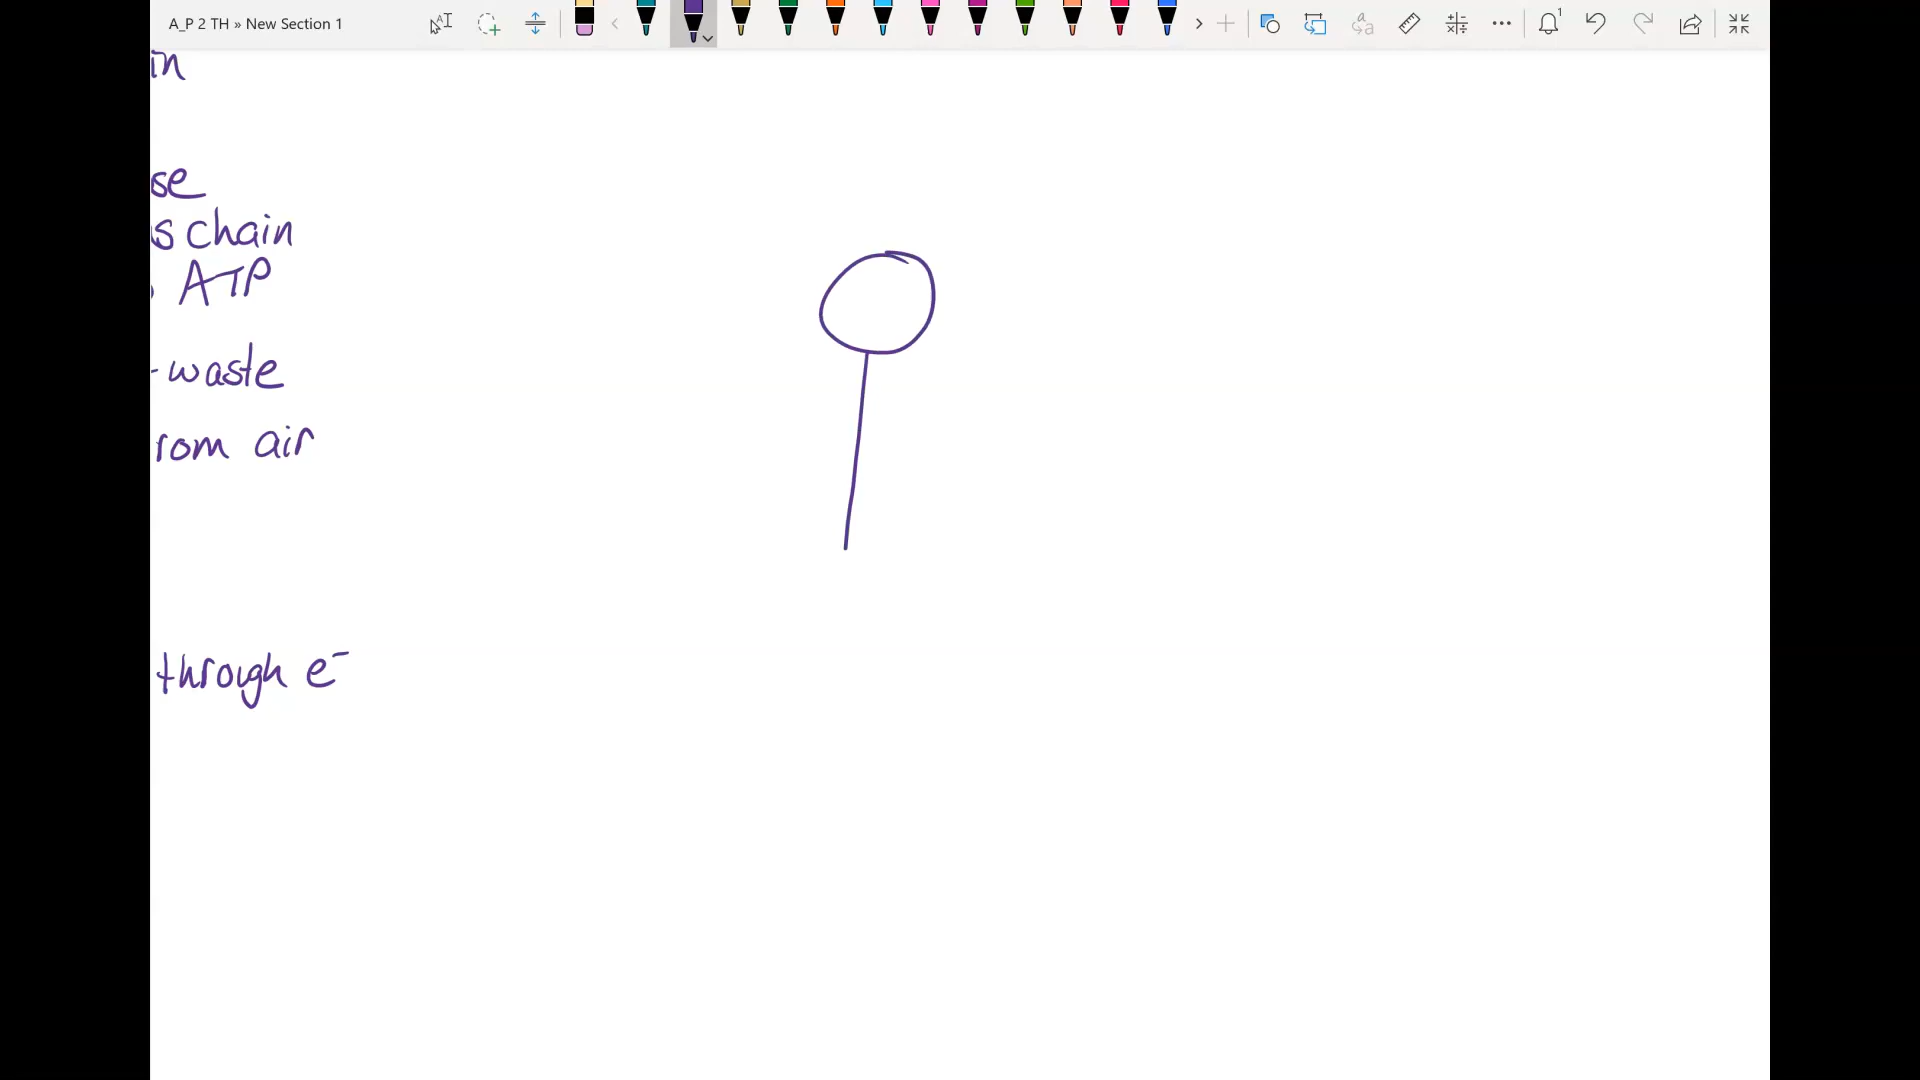 A_P 2 TH » New Section 1
in
se
s chain
ATP
- waste
rom air
through e⁻